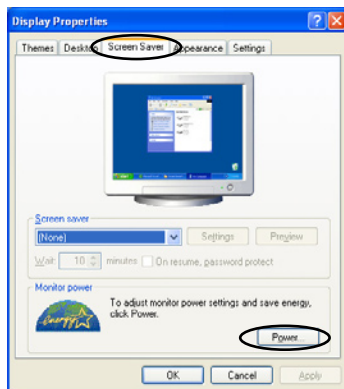 Display Properties
Themes Desktop Screen Saver Appearance Settings
Screen saver
(None) Settings Preview
Wait: 10 minutes On resume, password protect
Monitor power
To adjust monitor power settings and save energy,
click Power.
energy
Power...
OK Cancel Apply